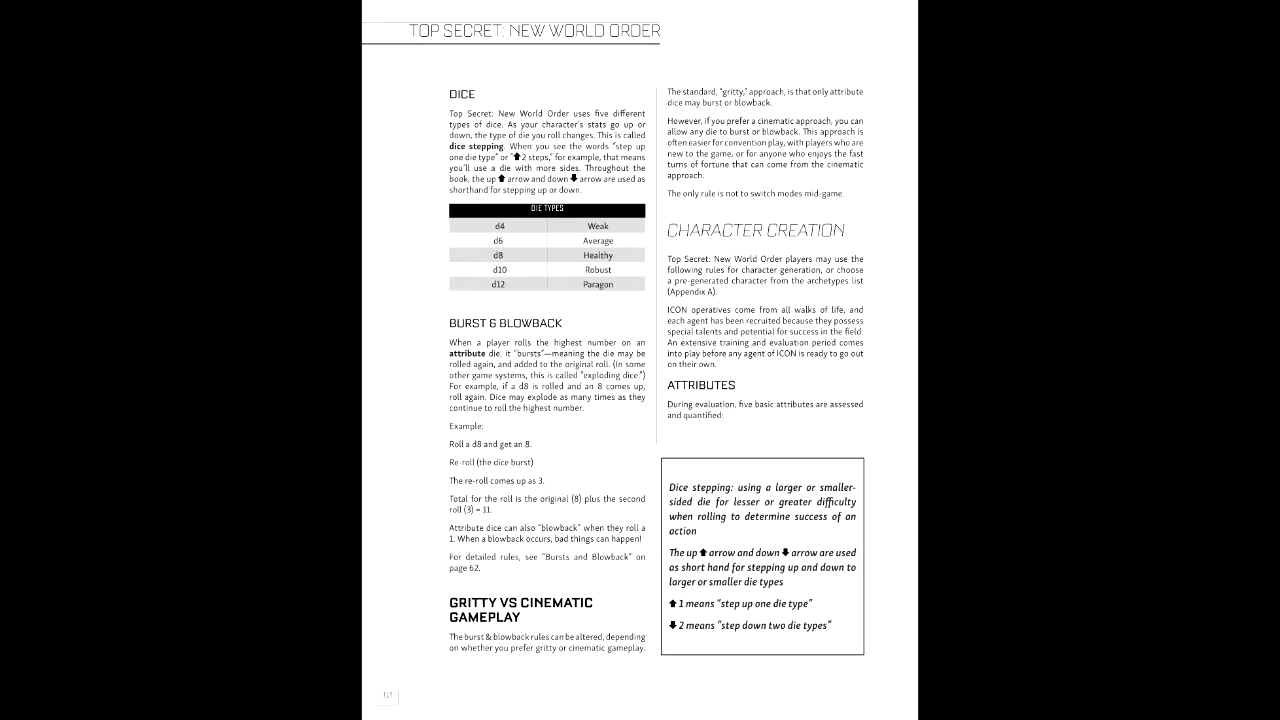 TOP SECRET: NEW WORLD ORDER
DICE
Top Secret: New World Order uses five different
types of dice. As your character's stats go up or
down, the type of die you roll changes. This is called
dice stepping. When you see the words "step up
one die type" or "⬆2 steps," for example, that means
you'll use a die with more sides. Throughout the
book, the up ⬆ arrow and down ⬇ arrow are used as
shorthand for stepping up or down.
DIE TYPES
d4 Weak
d6 Average
d8 Healthy
d10 Robust
d12 Paragon
BURST & BLOWBACK
When a player rolls the highest number on an
attribute die, it "bursts"—meaning the die may be
rolled again, and added to the original roll. (In some
other game systems, this is called "exploding dice.")
For example, if a d8 is rolled and an 8 comes up,
roll again. Dice may explode as many times as they
continue to roll the highest number.
Example:
Roll a d8 and get an 8.
Re-roll (the dice burst)
The re-roll comes up as 3.
Total for the roll is the original (8) plus the second
roll (3) = 11.
Attribute dice can also "blowback" when they roll a
1. When a blowback occurs, bad things can happen!
For detailed rules, see "Bursts and Blowback" on
page 62.
GRITTY VS CINEMATIC
GAMEPLAY
The burst & blowback rules can be altered, depending
on whether you prefer gritty or cinematic gameplay.
The standard, "gritty," approach, is that only attribute
dice may burst or blowback.
However, if you prefer a cinematic approach, you can
allow any die to burst or blowback. This approach is
often easier for convention play, with players who are
new to the game, or for anyone who enjoys the fast
turns of fortune that can come from the cinematic
approach.
The only rule is not to switch modes mid-game.
CHARACTER CREATION
Top Secret: New World Order players may use the
following rules for character generation, or choose
a pre-generated character from the archetypes list
(Appendix A).
ICON operatives come from all walks of life, and
each agent has been recruited because they possess
special talents and potential for success in the field.
An extensive training and evaluation period comes
into play before any agent of ICON is ready to go out
on their own.
ATTRIBUTES
During evaluation, five basic attributes are assessed
and quantified:
Dice stepping: using a larger or smaller-
sided die for lesser or greater difficulty
when rolling to determine success of an
action
The up ⬆ arrow and down ⬇ arrow are used
as short hand for stepping up and down to
larger or smaller die types
⬆ 1 means "step up one die type"
⬇ 2 means "step down two die types"